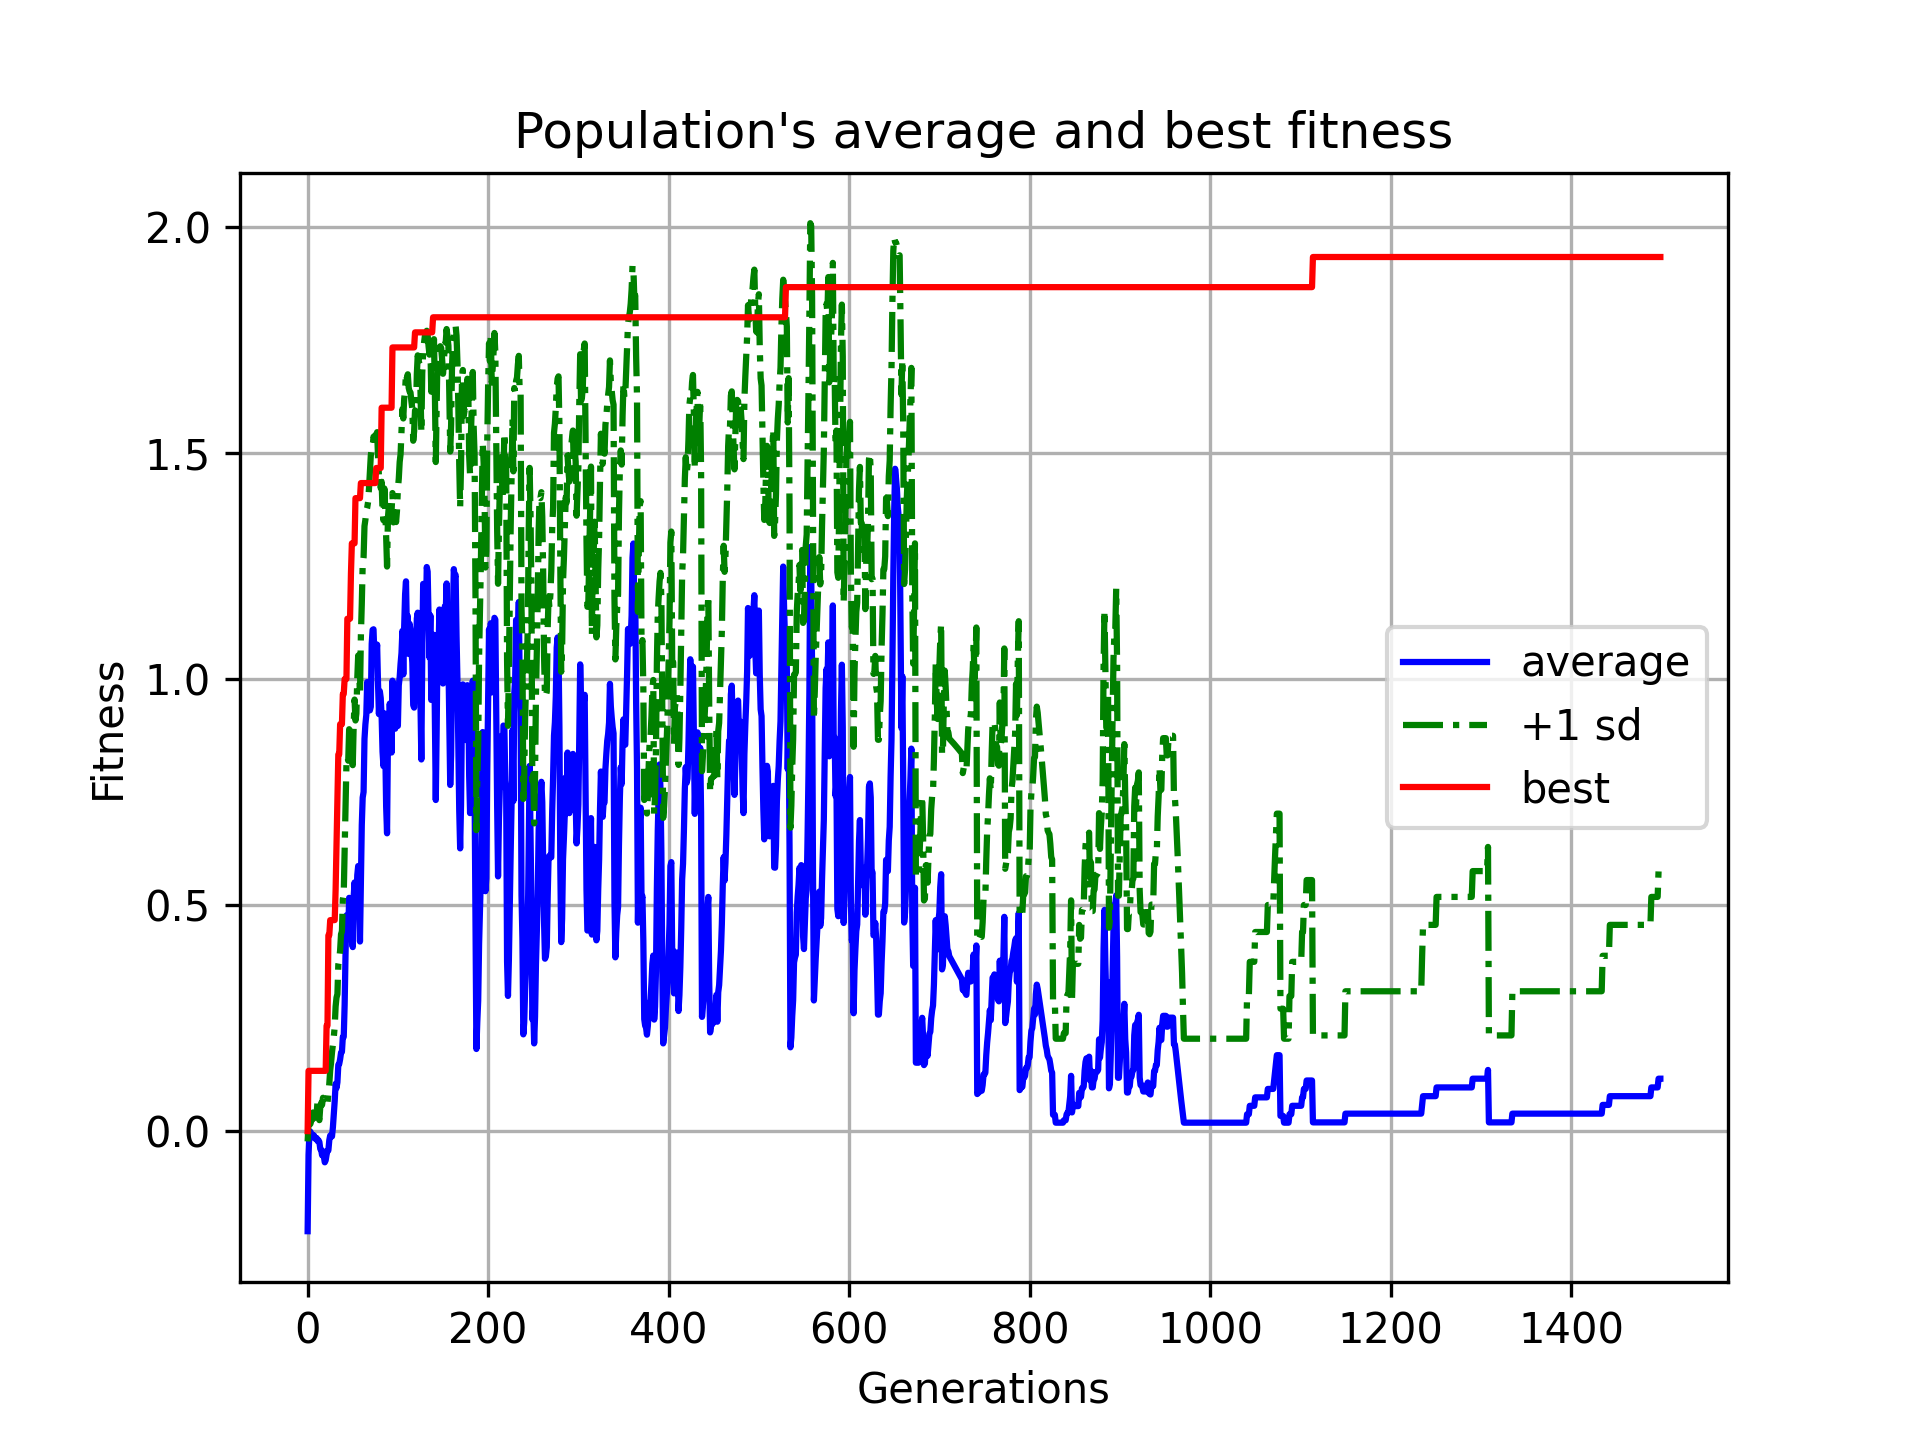 Population's average and best fitness
2.0
1.5
1.0
0.5
0.0
Fitness
average
+1 sd
best
0 200 400 600 800 1000 1200 1400
Generations